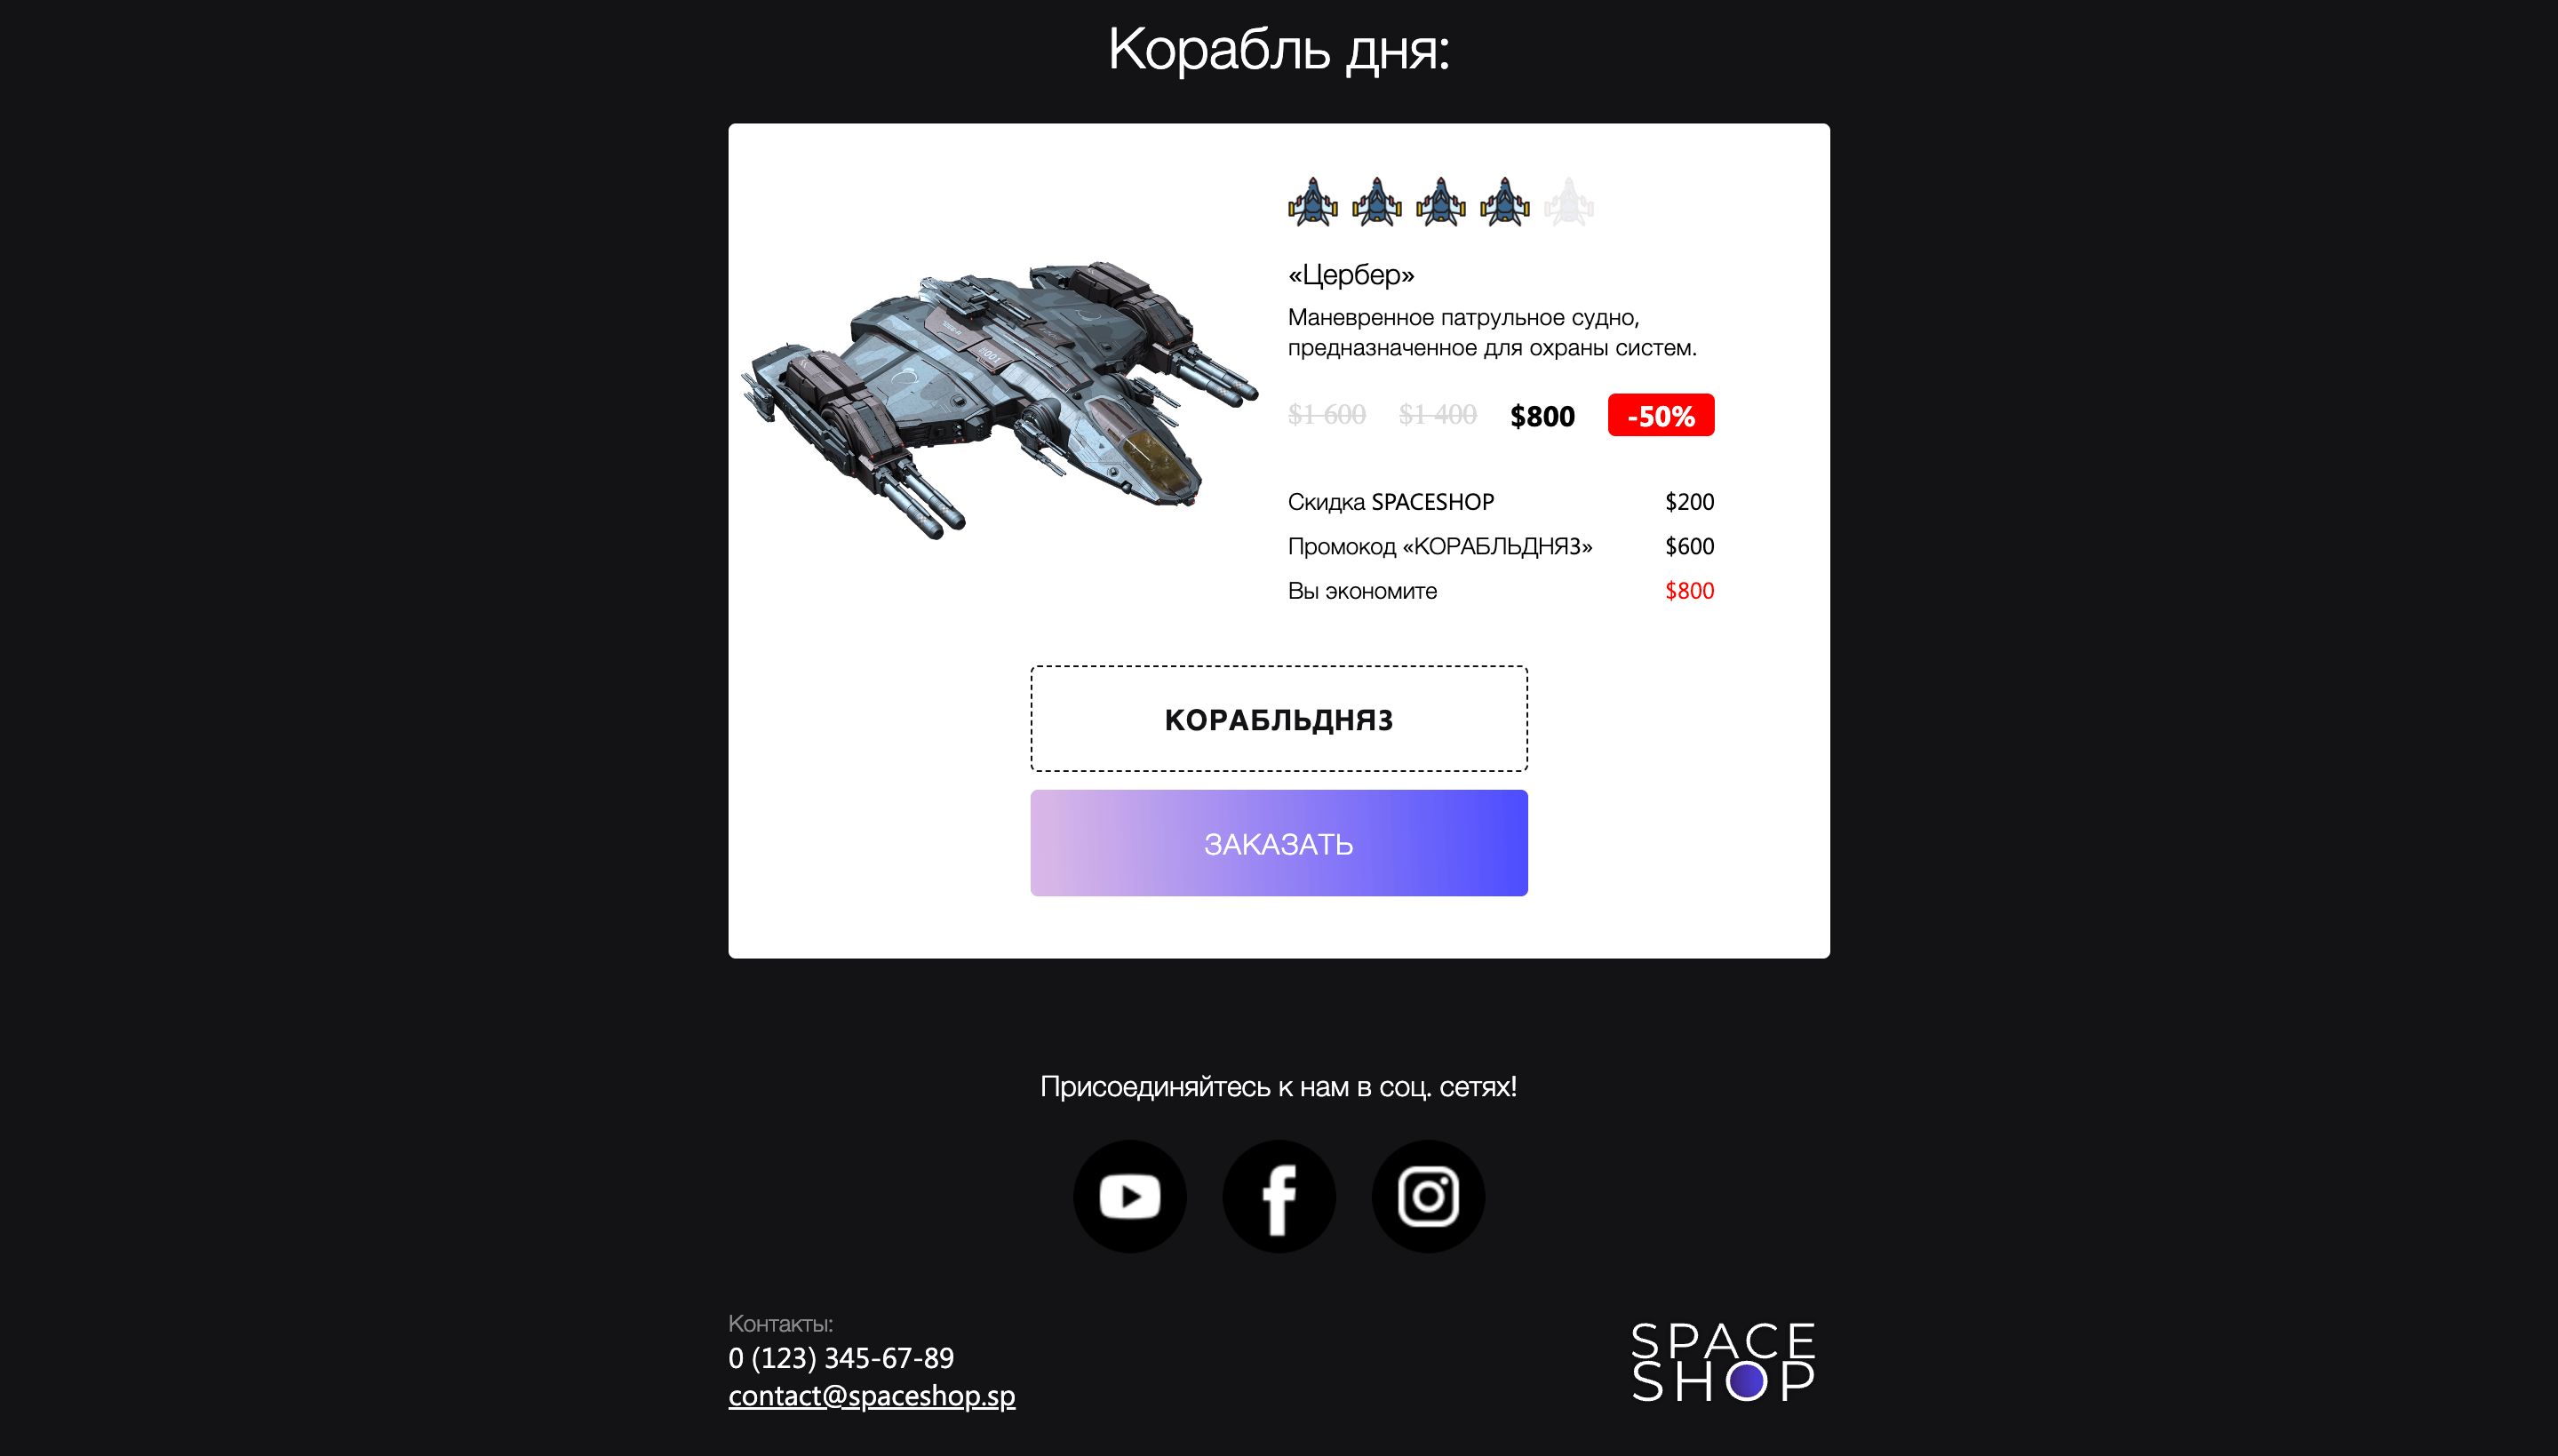 Корабль дня:
«Цербер»
Маневренное патрульное судно,
предназначенное для охраны систем.
$1 600 $1 400 $800 -50%
Скидка SPACESHOP $200
Промокод «КОРАБЛЬДНЯ3» $600
Вы экономите $800
КОРАБЛЬДНЯ3
ЗАКАЗАТЬ
Присоединяйтесь к нам в соц. сетях!
Контакты:
0 (123) 345-67-89
contact@spaceshop.sp
SPACE
SHOP